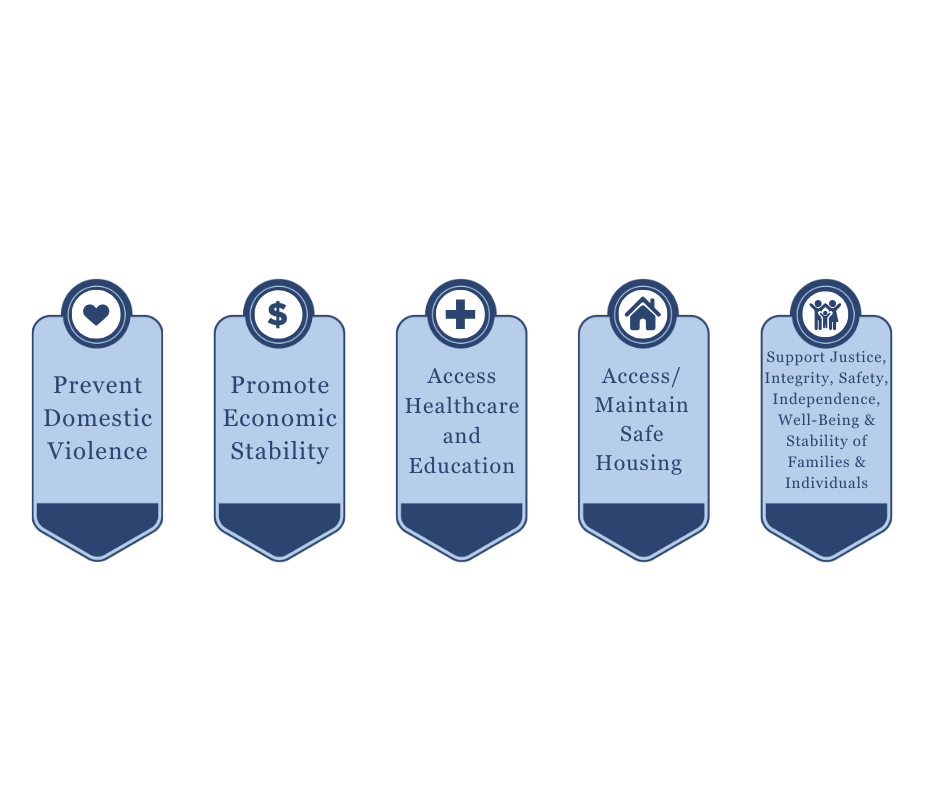 Prevent
Domestic
Violence
Promote
Economic
Stability
Access
Healthcare
and
Education
Access/
Maintain
Safe
Housing
Support Justice,
Integrity, Safety,
Independence,
Well-Being &
Stability of
Families &
Individuals